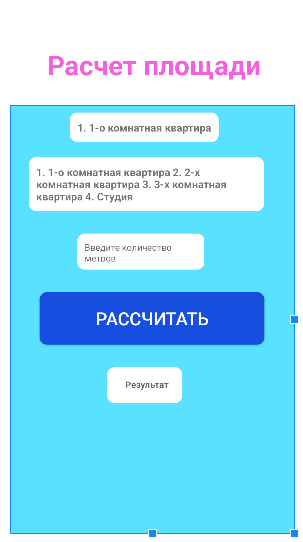 Расчет площади
1. 1-о комнатная квартира
1. 1-о комнатная квартира 2. 2-х
комнатная квартира 3. 3-х комнатная
квартира 4. Студия
Введите количество
метров
РАССЧИТАТЬ
Результат